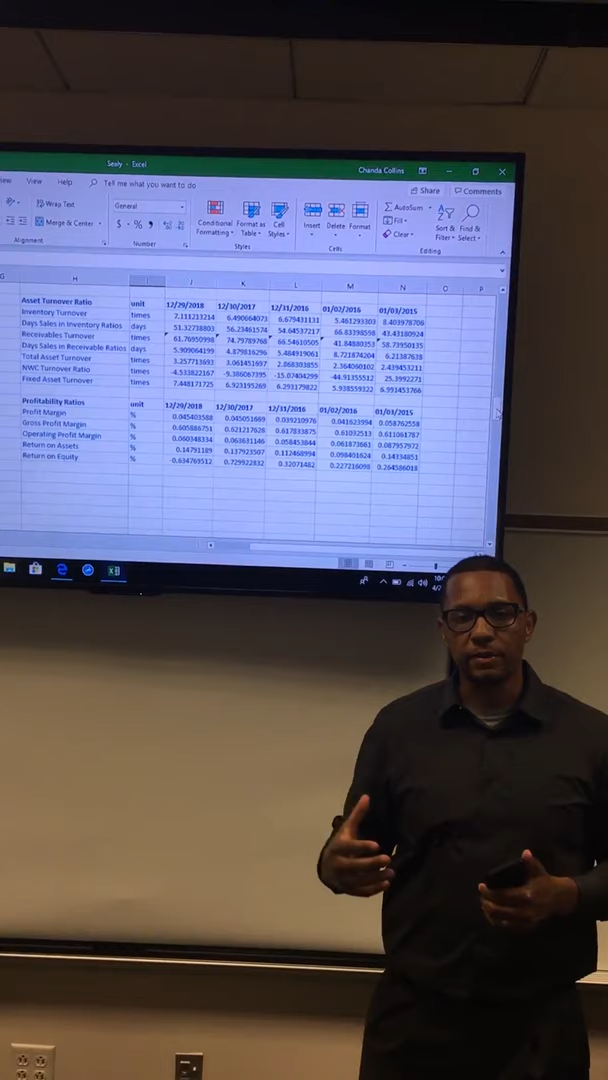 Sealy - Excel Chanda Collins
View Help Tell me what you want to do Share Comments
Wrap Text General AutoSum
Merge & Center $ % Conditional Format as Cell Insert Delete Format Fill Sort & Find &
Formatting Table Styles Clear Filter Select
Alignment Number Styles Cells Editing
G H I J K L M N O P
Asset Turnover Ratio unit 12/29/2018 12/30/2017 12/31/2016 01/02/2016 01/03/2015
Inventory Turnover times 7.111213214 6.490664073 6.679431131 5.461293303 8.403978706
Days Sales in Inventory Ratios days 51.32738803 56.23461574 54.64537217 66.83398598 43.43180924
Receivables Turnover times 61.76950998 74.79789768 66.54610505 41.84880353 58.73950135
Days Sales in Receivable Ratios days 5.909064199 4.879816296 5.484919061 8.721874204 6.21387638
Total Asset Turnover times 3.257713693 3.061451697 2.868303855 2.364060102 2.439453211
NWC Turnover Ratio times -4.533822167 -9.386067395 -15.07404299 -44.91355512 25.3992271
Fixed Asset Turnover times 7.448171725 6.923195269 6.293179822 5.938559322 6.991453766
Profitability Ratios unit 12/29/2018 12/30/2017 12/31/2016 01/02/2016 01/03/2015
Profit Margin % 0.045403588 0.045051669 0.039210976 0.041623994 0.058762558
Gross Profit Margin % 0.605886751 0.621217628 0.617833875 0.61032513 0.611061787
Operating Profit Margin % 0.060348334 0.063631146 0.058453844 0.061873661 0.087957972
Return on Assets % 0.14791189 0.137923507 0.112468994 0.098401624 0.14334851
Return on Equity % -0.634769512 0.729922832 0.32071482 0.227216098 0.264586018